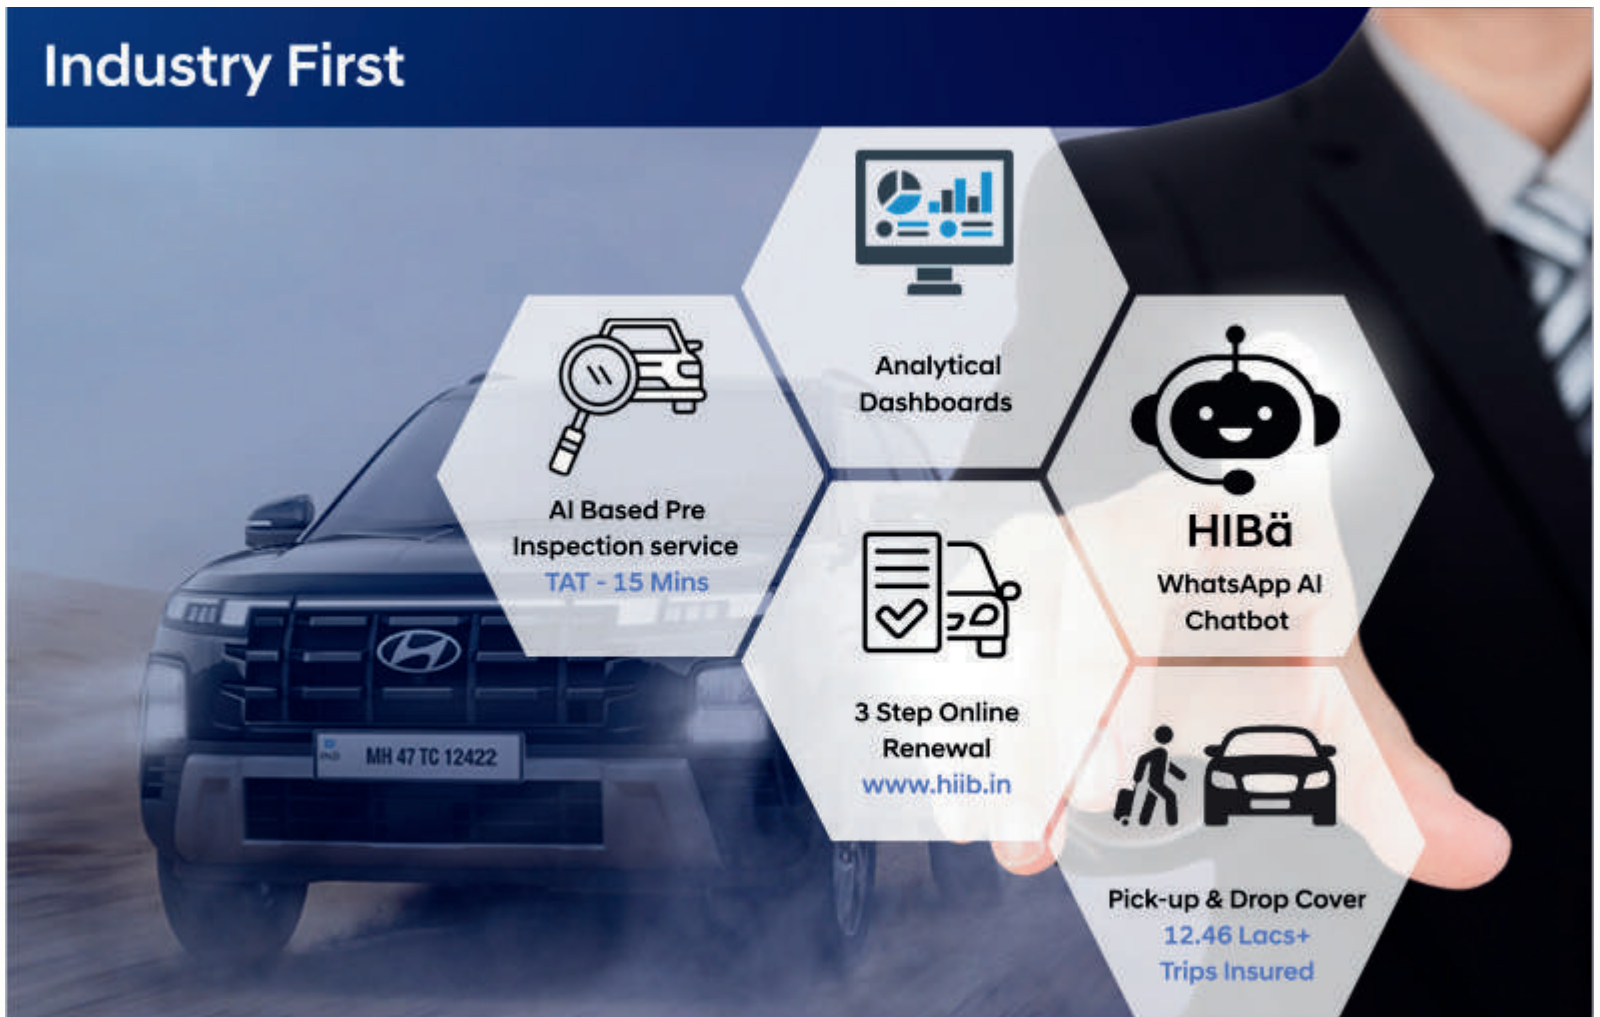 Industry First
Analytical
Dashboards
AI Based Pre
Inspection service
TAT - 15 Mins
HIBä
WhatsApp AI
Chatbot
3 Step Online
Renewal
www.hiib.in
MH 47 TC 12422
IND
Pick-up & Drop Cover
12.46 Lacs+
Trips Insured